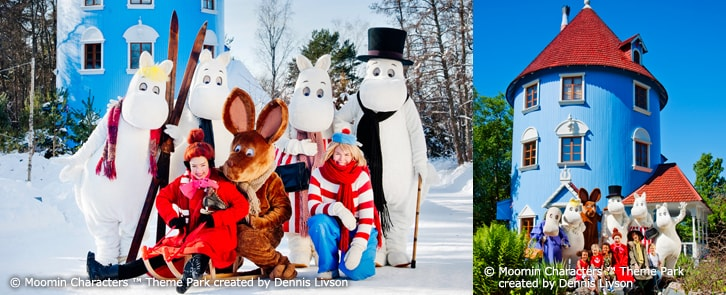 © Moomin Characters ™ Theme Park created by Dennis Livson
© Moomin Characters ™ Theme Park
created by Dennis Livson